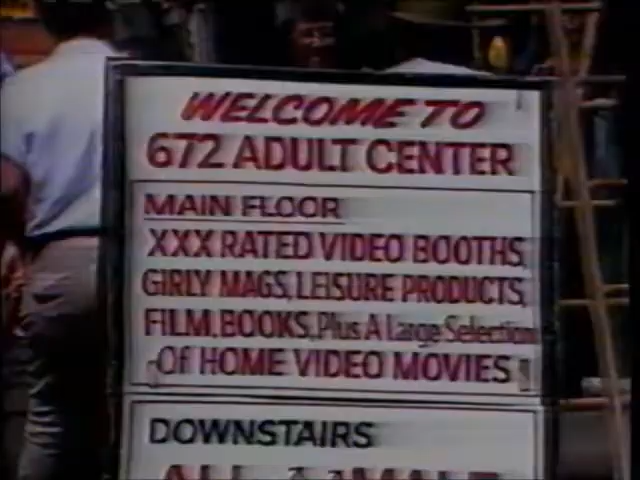 WELCOME TO
672 ADULT CENTER
MAIN FLOOR
XXX RATED VIDEO BOOTHS,
GIRLY MAGS, LEISURE PRODUCTS,
FILM, BOOKS, Plus A Large Selection
Of HOME VIDEO MOVIES
DOWNSTAIRS